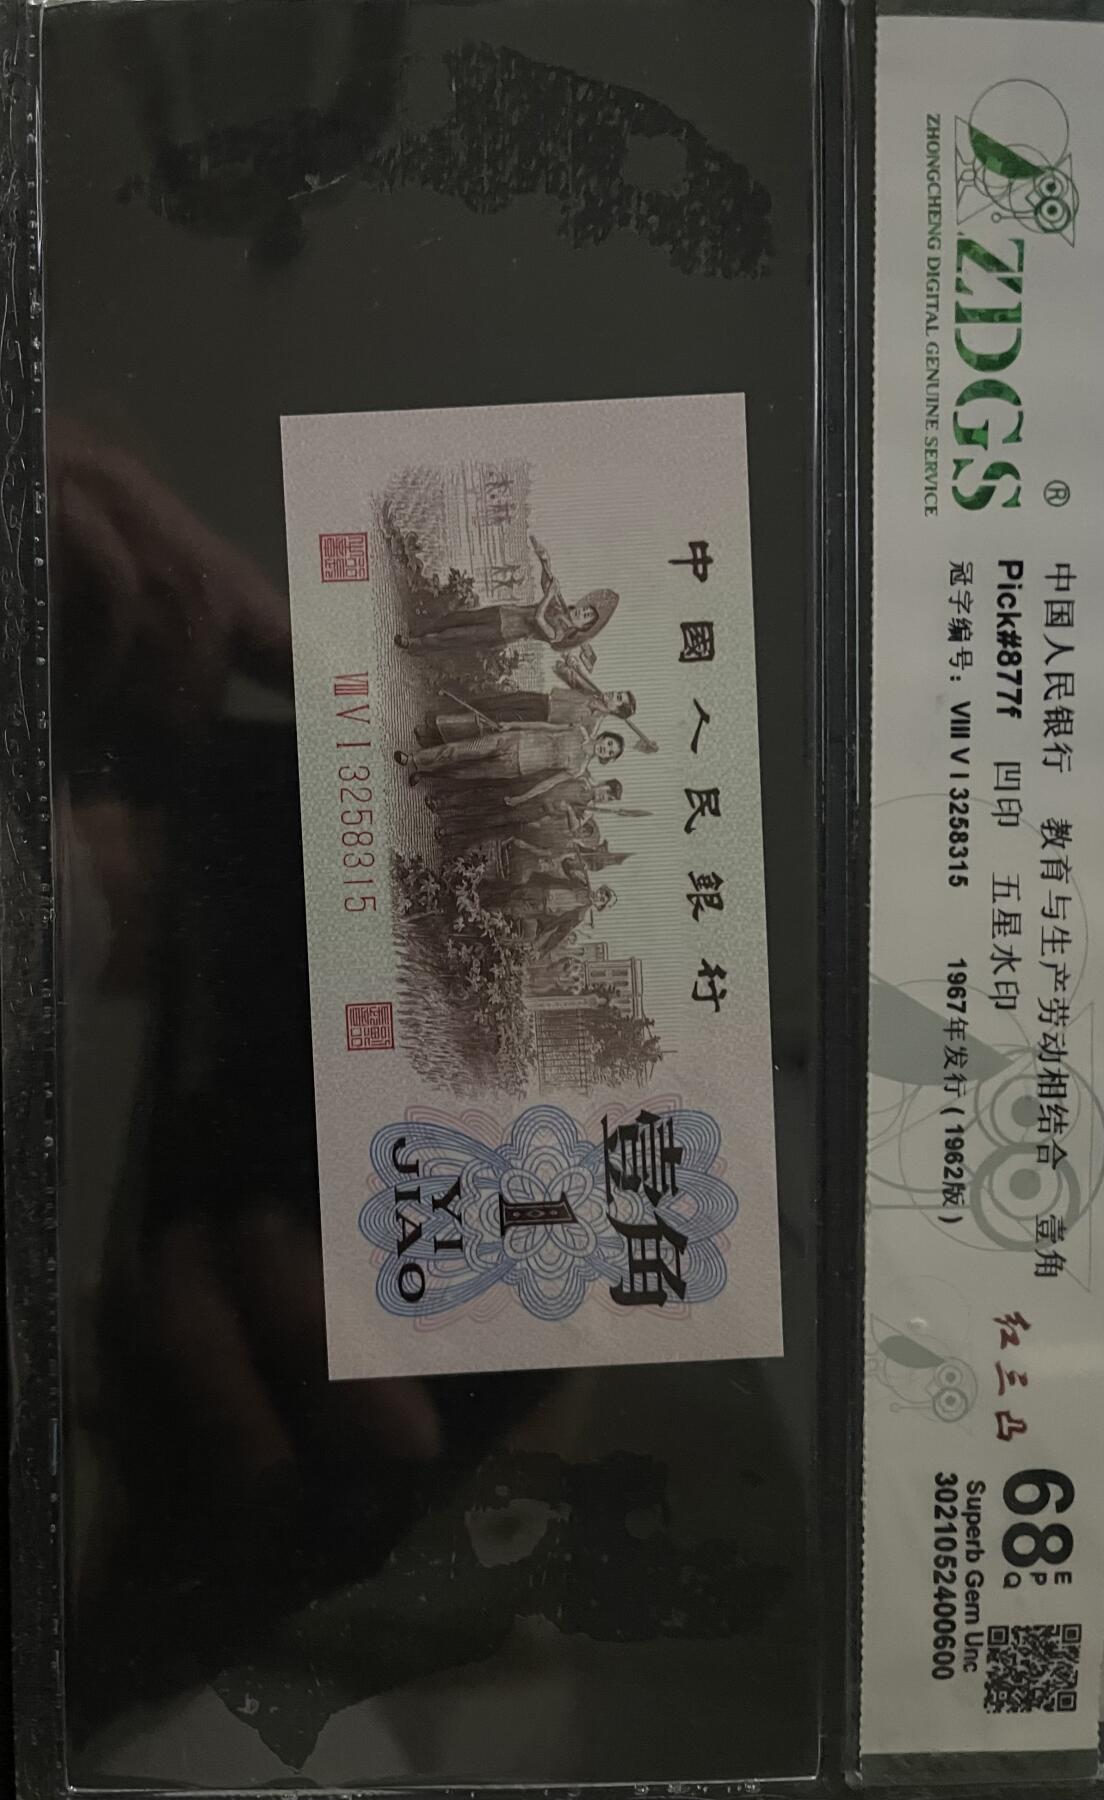 ZDGS®
ZHONGCHENG DIGITAL GENUINE SERVICE
中国人民银行 教育与生产劳动相结合 壹角
Pick#877f 凹印 五星水印
冠字编号：VIII V I 3258315 1967年发行(1962版)
红三凸
68 EPQ
Superb Gem Unc
302105240060​0
中國人民銀行
壹角
1
YI
JIAO
VIII V I 3258315